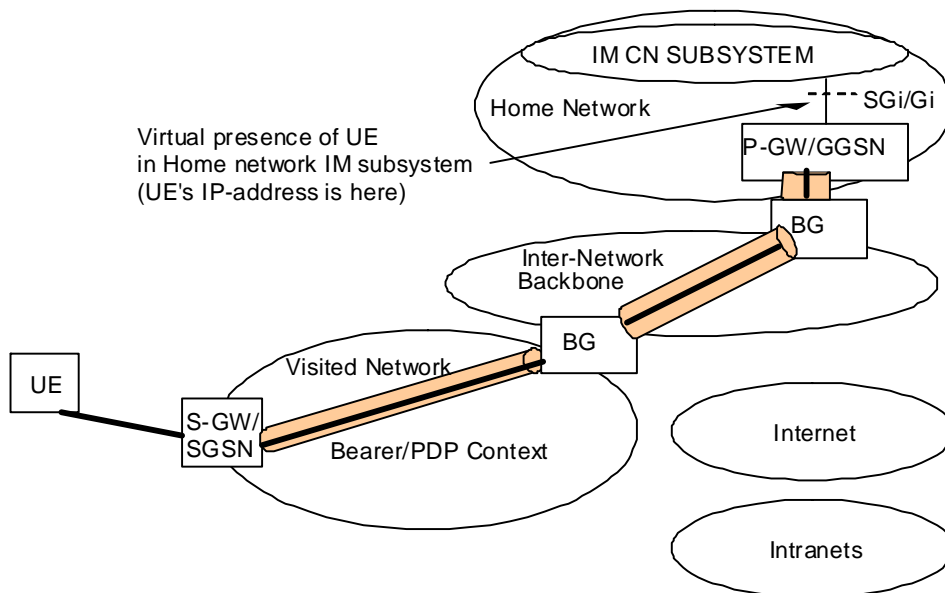 IM CN SUBSYSTEM
Home Network
SGi/Gi
Virtual presence of UE
in Home network IM subsystem
(UE's IP-address is here)
P-GW/GGSN
BG
Inter-Network
Backbone
BG
Visited Network
UE
S-GW/
SGSN
Bearer/PDP Context
Internet
Intranets